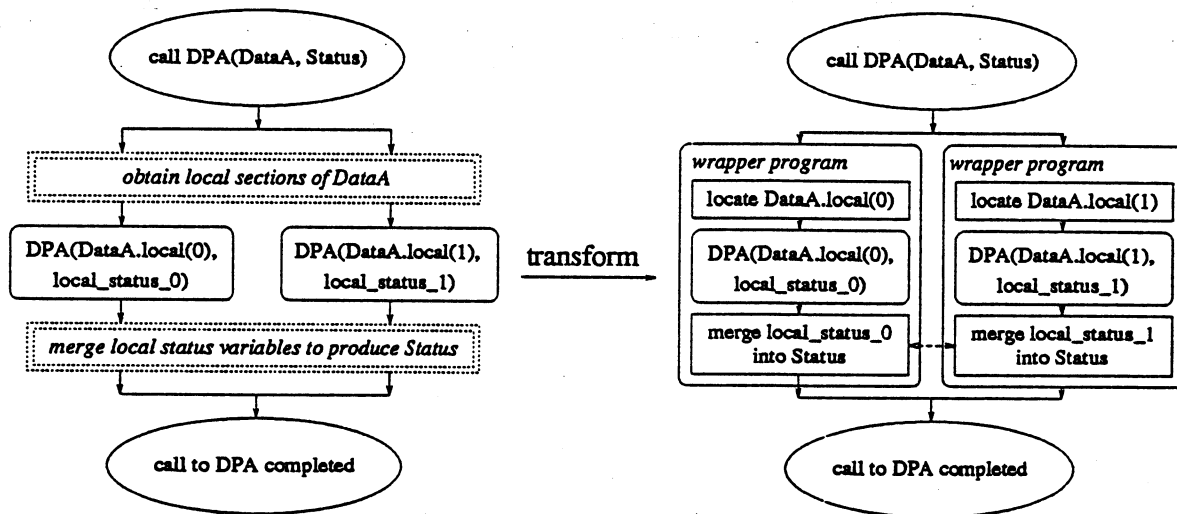 call DPA(DataA, Status)
obtain local sections of DataA
DPA(DataA.local(0),
local_status_0)
DPA(DataA.local(1),
local_status_1)
merge local status variables to produce Status
call to DPA completed
transform
call DPA(DataA, Status)
wrapper program
locate DataA.local(0)
DPA(DataA.local(0),
local_status_0)
merge local_status_0
into Status
wrapper program
locate DataA.local(1)
DPA(DataA.local(1),
local_status_1)
merge local_status_1
into Status
call to DPA completed